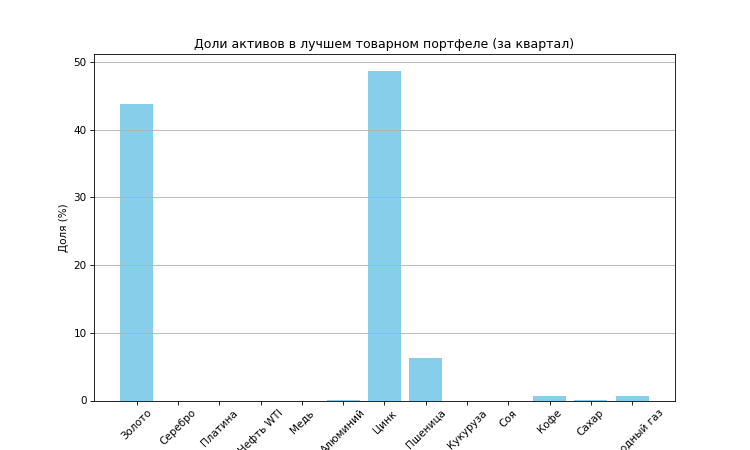 Доли активов в лучшем товарном портфеле (за квартал)
50
40
30
20
10
0
Доля (%)
Золото
Серебро
Платина
Нефть WTI
Медь
Алюминий
Цинк
Пшеница
Кукуруза
Соя
Кофе
Сахар
газ